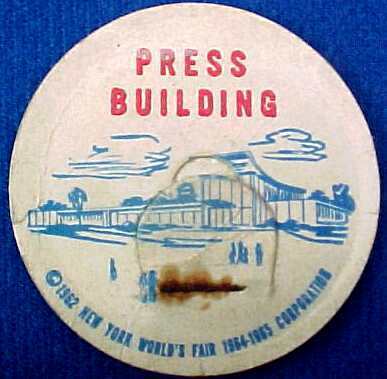 PRESS
BUILDING
©1962 NEW YORK WORLD'S FAIR 1964-1965 CORPORATION